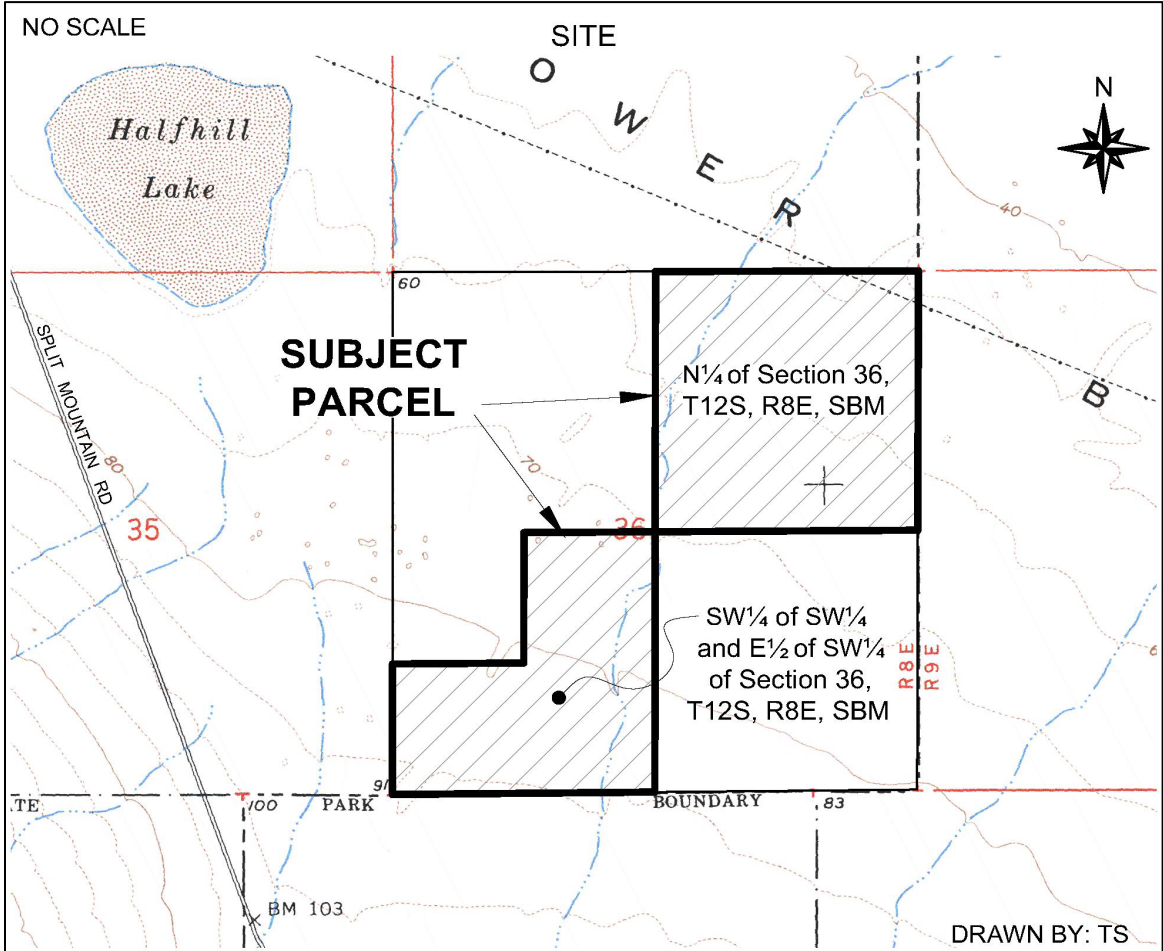 NO SCALE
SITE
O W E R B
N
Halfhill
Lake
40
60
SPLIT MOUNTAIN RD
SUBJECT
PARCEL
N¼ of Section 36,
T12S, R8E, SBM
80
70
35
36
SW¼ of SW¼
and E½ of SW¼
of Section 36,
T12S, R8E, SBM
R8E
R9E
6
91
TE
100
PARK
BOUNDARY
83
BM 103
DRAWN BY: TS